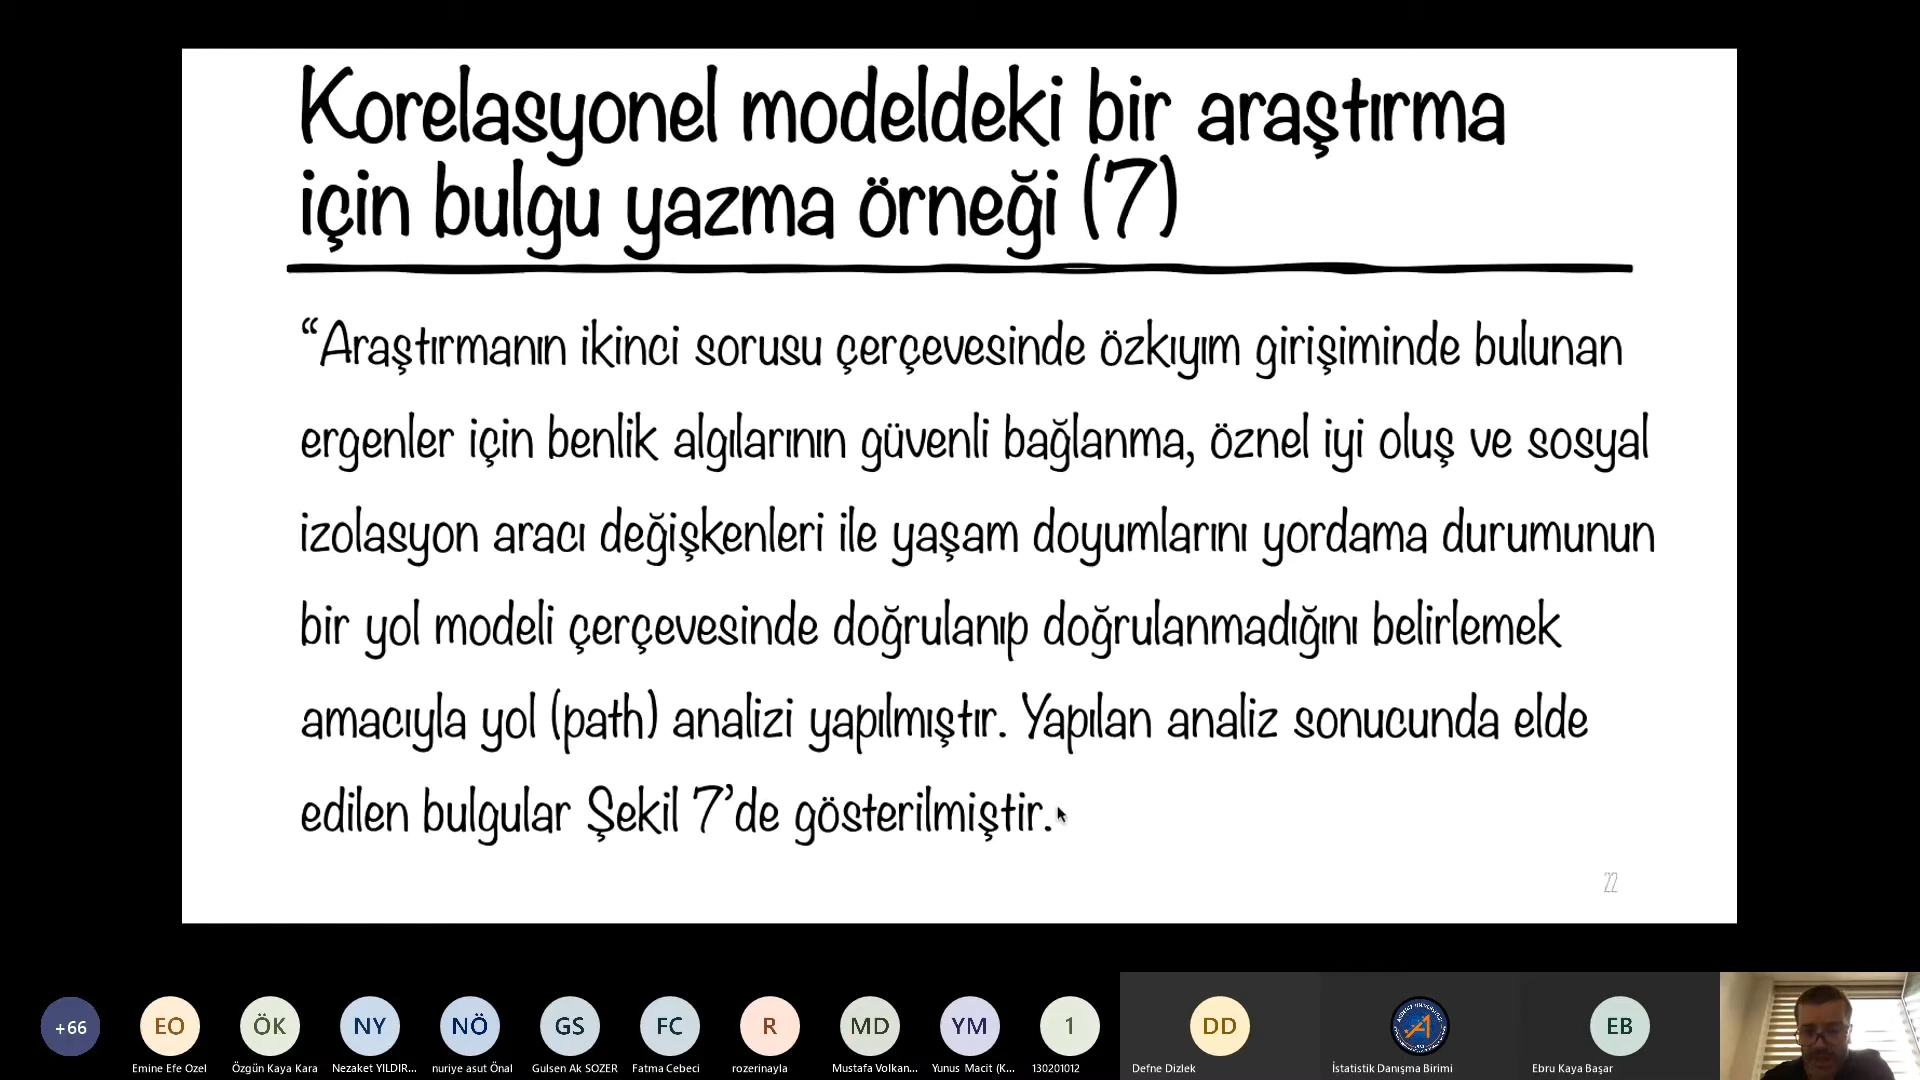 Korelasyonel modeldeki bir araştırma
için bulgu yazma örneği (7)
“Araştırmanın ikinci sorusu çerçevesinde özkıyım girişiminde bulunan
ergenler için benlik algılarının güvenli bağlanma, öznel iyi oluş ve sosyal
izolasyon aracı değişkenleri ile yaşam doyumlarını yordama durumunun
bir yol modeli çerçevesinde doğrulanıp doğrulanmadığını belirlemek
amacıyla yol (path) analizi yapılmıştır. Yapılan analiz sonucunda elde
edilen bulgular Şekil 7’de gösterilmiştir.
22
+66 EO ÖK NY NÖ GS FC R MD YM 1 DD EB
Emine Efe Ozel Özgün Kaya Kara Nezaket YILDIR... nuriye asut Önal Gulsen Ak SOZER Fatma Cebeci rozerinayla Mustafa Volkan... Yunus Macit (K... 130201012 Defne Dizlek İstatistik Danışma Birimi Ebru Kaya Başar